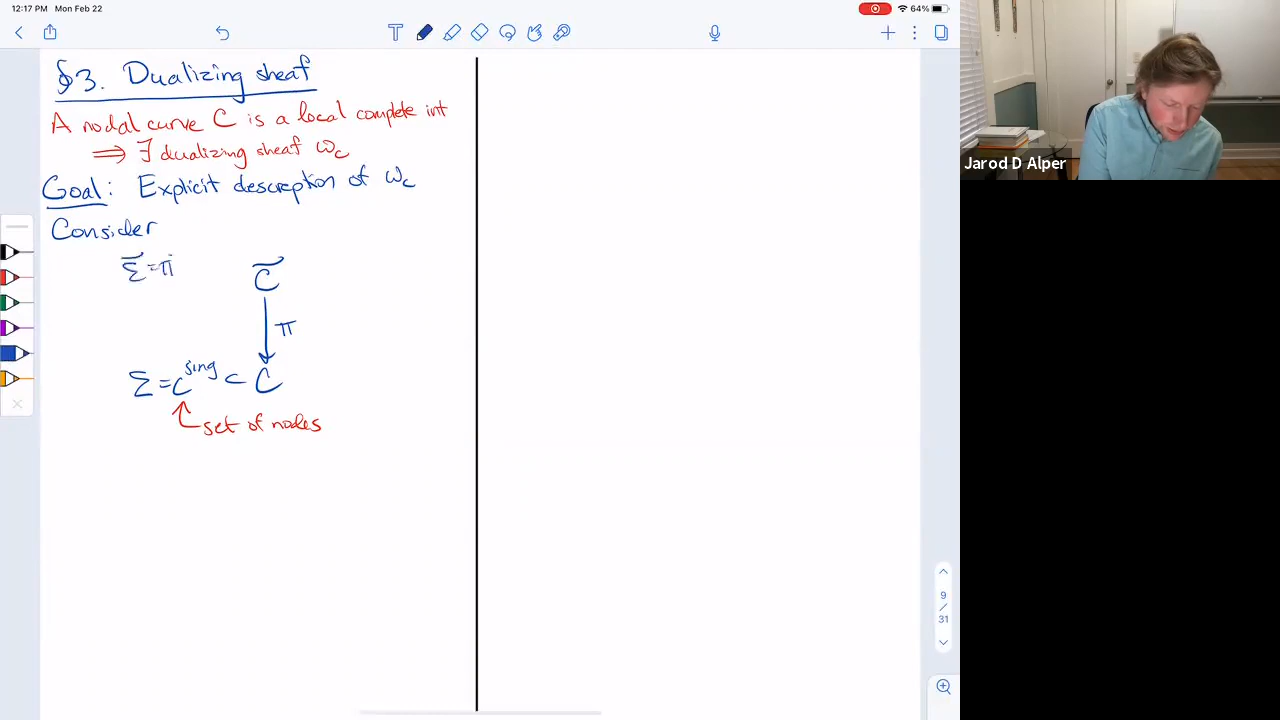 12:17 PM Mon Feb 22
64%
§3. Dualizing sheaf
A nodal curve C is a local complete int
⇒ ∃ dualizing sheaf ω_C
Goal: Explicit description of ω_C
Consider
Σ̃ = π C̃
π
Σ = C^sing ⊂ C
set of nodes
Jarod D Alper
9
/
31